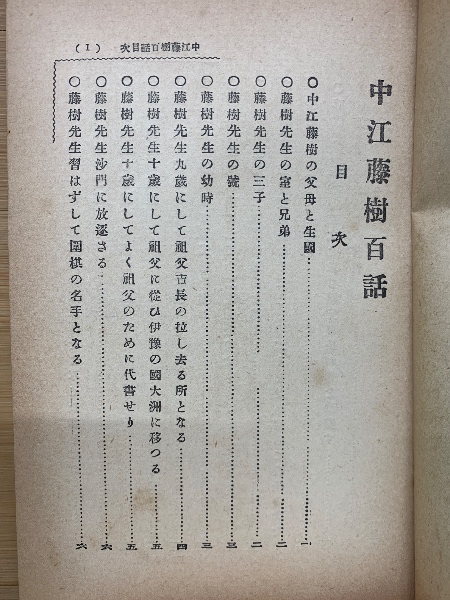 中江藤樹百話
目次
○中江藤樹の父母と生國……………一
○藤樹先生の室と兄弟……………二
○藤樹先生の三子……………二
○藤樹先生の號……………三
○藤樹先生の幼時……………三
○藤樹先生九歲にして祖父吉長の拉し去る所となる……………四
○藤樹先生十歲にして祖父に從ひ伊豫の國大洲に移つる……………五
○藤樹先生十歲にしてよく祖父のために代書せり……………五
○藤樹先生沙門に放逐さる……………六
○藤樹先生習はずして圍棋の名手となる……………六
中江藤樹百話目次 (1)